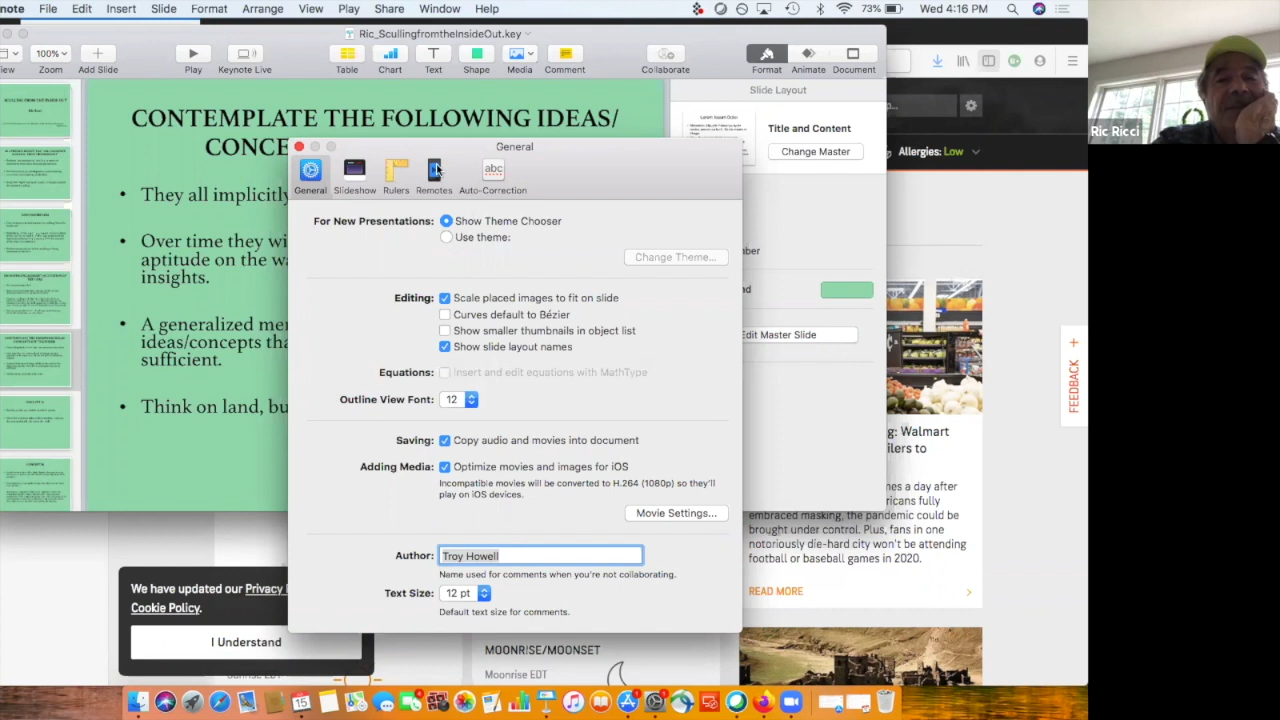 note File Edit Insert Slide Format Arrange View Play Share Window Help 73% Wed 4:16 PM
Ric_ScullingfromtheInsideOut.key
100%
View Zoom Add Slide Play Keynote Live Table Chart Text Shape Media Comment Collaborate Format Animate Document
Slide Layout
Title and Content
Change Master
Allergies: Low
Ric Ricci
CONTEMPLATE THE FOLLOWING IDEAS/
CONCE
They all implicitly
Over time they wi
aptitude on the wa
insights.
A generalized mem
ideas/concepts tha
sufficient.
Think on land, bu
General
General Slideshow Rulers Remotes abc Auto-Correction
For New Presentations: Show Theme Chooser
Use theme:
Change Theme...
Editing: Scale placed images to fit on slide
Curves default to Bézier
Show smaller thumbnails in object list
Show slide layout names
Equations: Insert and edit equations with MathType
Outline View Font: 12
Saving: Copy audio and movies into document
Adding Media: Optimize movies and images for iOS
Incompatible movies will be converted to H.264 (1080p) so they'll
play on iOS devices.
Movie Settings...
Author: Troy Howell
Name used for comments when you're not collaborating.
Text Size: 12 pt
Default text size for comments.
mber
nd
Edit Master Slide
FEEDBACK +
g: Walmart
ilers to
nes a day after
ricans fully
embraced masking, the pandemic could be
brought under control. Plus, fans in one
notoriously die-hard city won't be attending
football or baseball games in 2020.
READ MORE
We have updated our Privacy
Cookie Policy.
I Understand
MOONRISE/MOONSET
Moonrise EDT
15